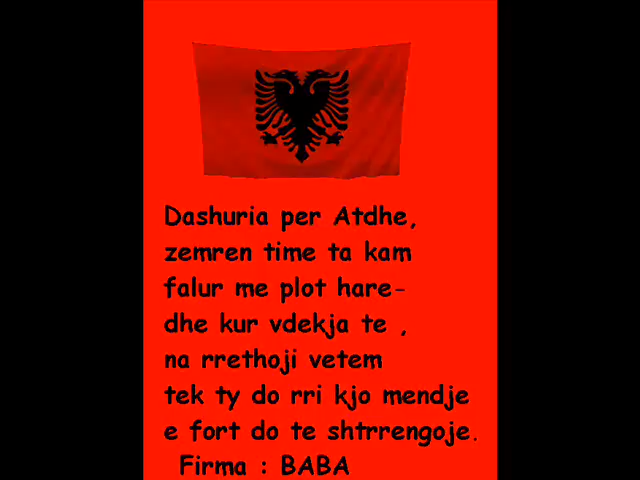 Dashuria per Atdhe,
zemren time ta kam
falur me plot hare-
dhe kur vdekja te ,
na rrethoji vetem
tek ty do rri kjo mendje
e fort do te shtrrengoje.
Firma : BABA